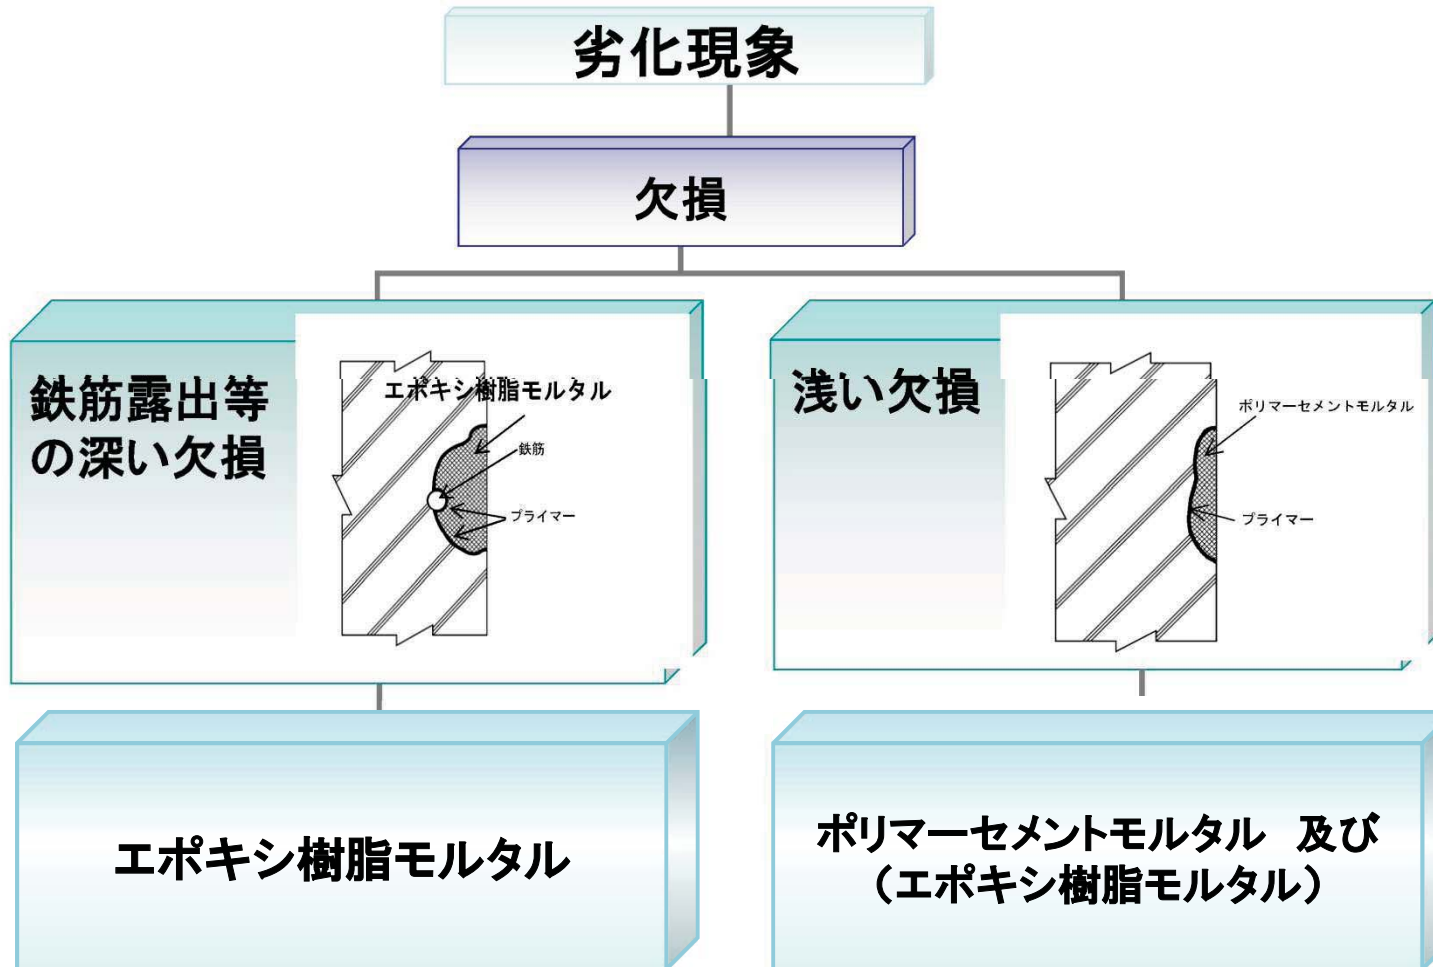 劣化現象
欠損
鉄筋露出等
の深い欠損
エポキシ樹脂モルタル
鉄筋
プライマー
浅い欠損
ポリマーセメントモルタル
プライマー
エポキシ樹脂モルタル
ポリマーセメントモルタル 及び
（エポキシ樹脂モルタル）